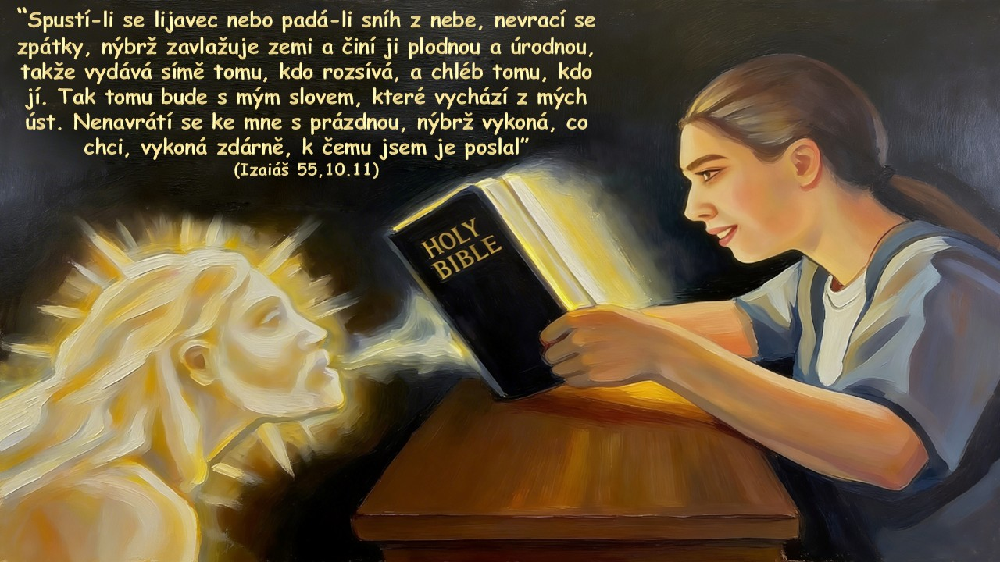 “Spustí-li se lijavec nebo padá-li sníh z nebe, nevrací se
zpátky, nýbrž zavlažuje zemi a činí ji plodnou a úrodnou,
takže vydává símě tomu, kdo rozsívá, a chléb tomu, kdo
jí. Tak tomu bude s mým slovem, které vychází z mých
úst. Nenavrátí se ke mne s prázdnou, nýbrž vykoná, co
chci, vykoná zdárně, k čemu jsem je poslal”
(Izaiáš 55,10.11)
HOLY
BIBLE